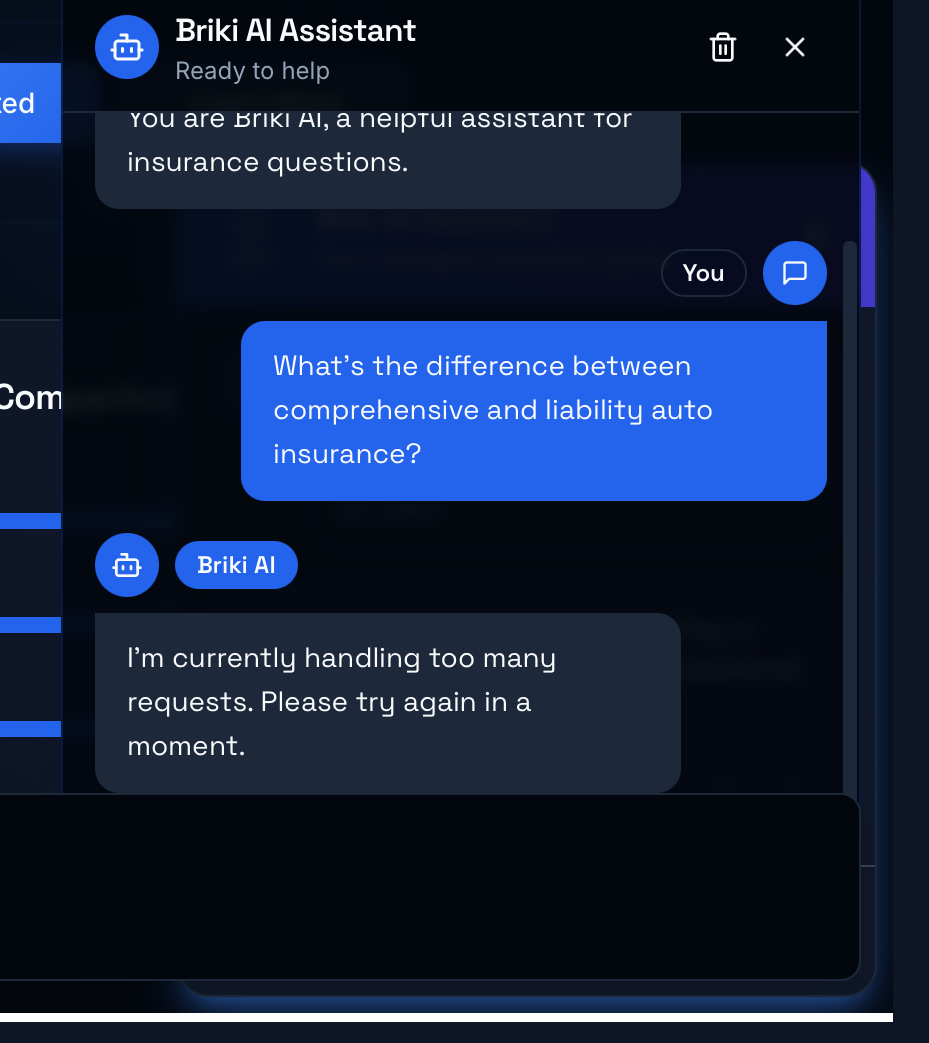 Briki AI Assistant
Ready to help
ted
You are Briki AI, a helpful assistant for
insurance questions.
You
What's the difference between
comprehensive and liability auto
insurance?
Com
Briki AI
I'm currently handling too many
requests. Please try again in a
moment.